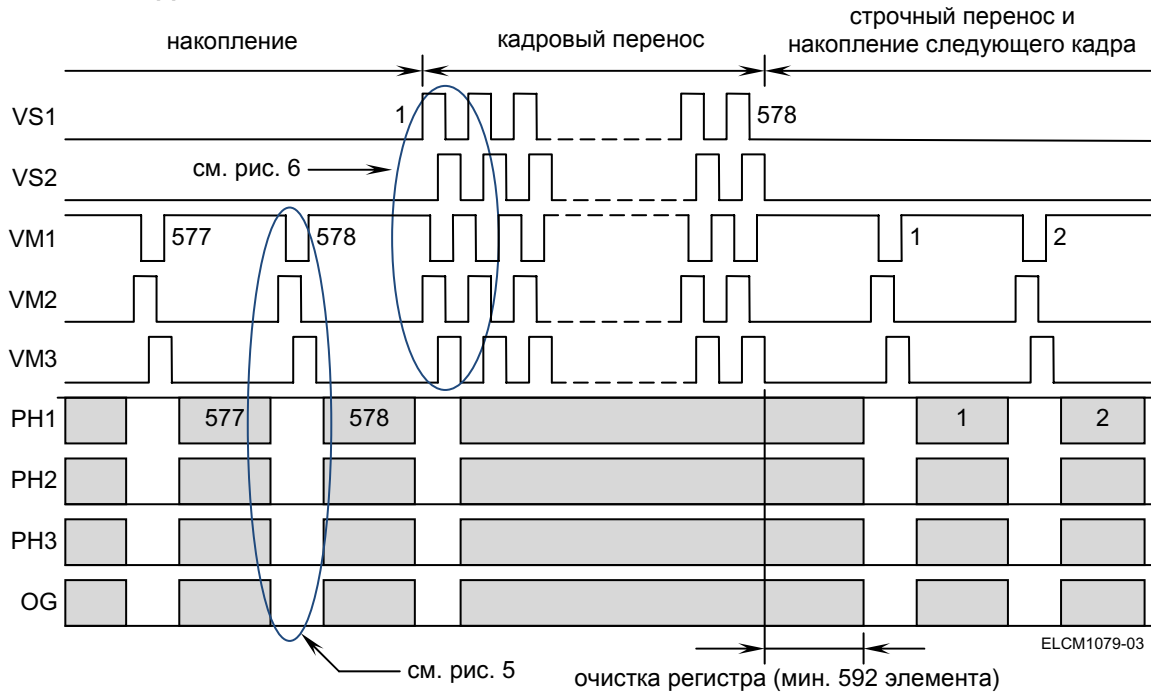 накопление
кадровый перенос
строчный перенос и
накопление следующего кадра
VS1
1
578
VS2
см. рис. 6
VM1
577
578
1
2
VM2
VM3
PH1
577
578
1
2
PH2
PH3
OG
ELCM1079-03
см. рис. 5
очистка регистра (мин. 592 элемента)